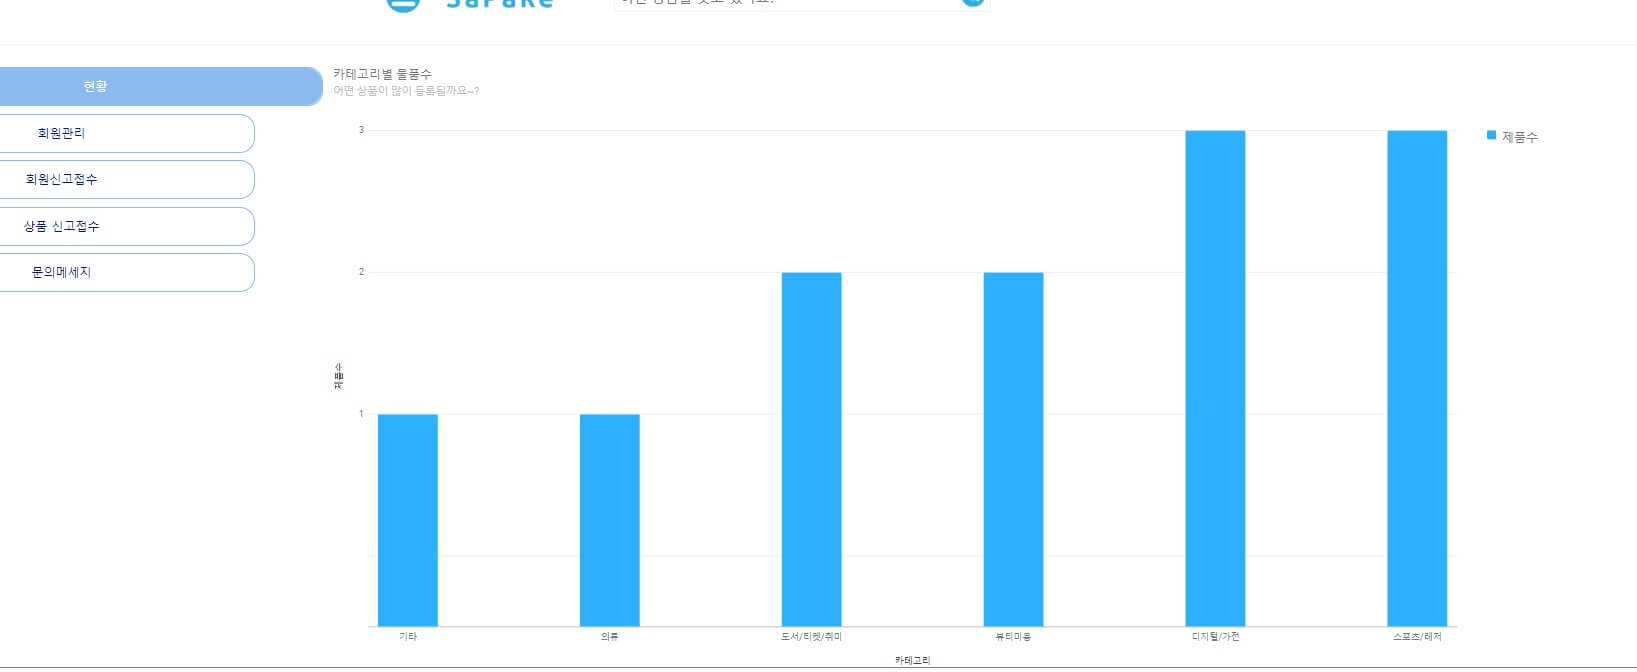 SaPaRe
현황
회원관리
회원신고접수
상품 신고접수
문의메세지
카테고리별 물품수
어떤 상품이 많이 등록될까요~?
3
2
1
제품수
제품수
기타
의류
도서/티켓/취미
뷰티미용
디지털/가전
스포츠/레저
카테고리